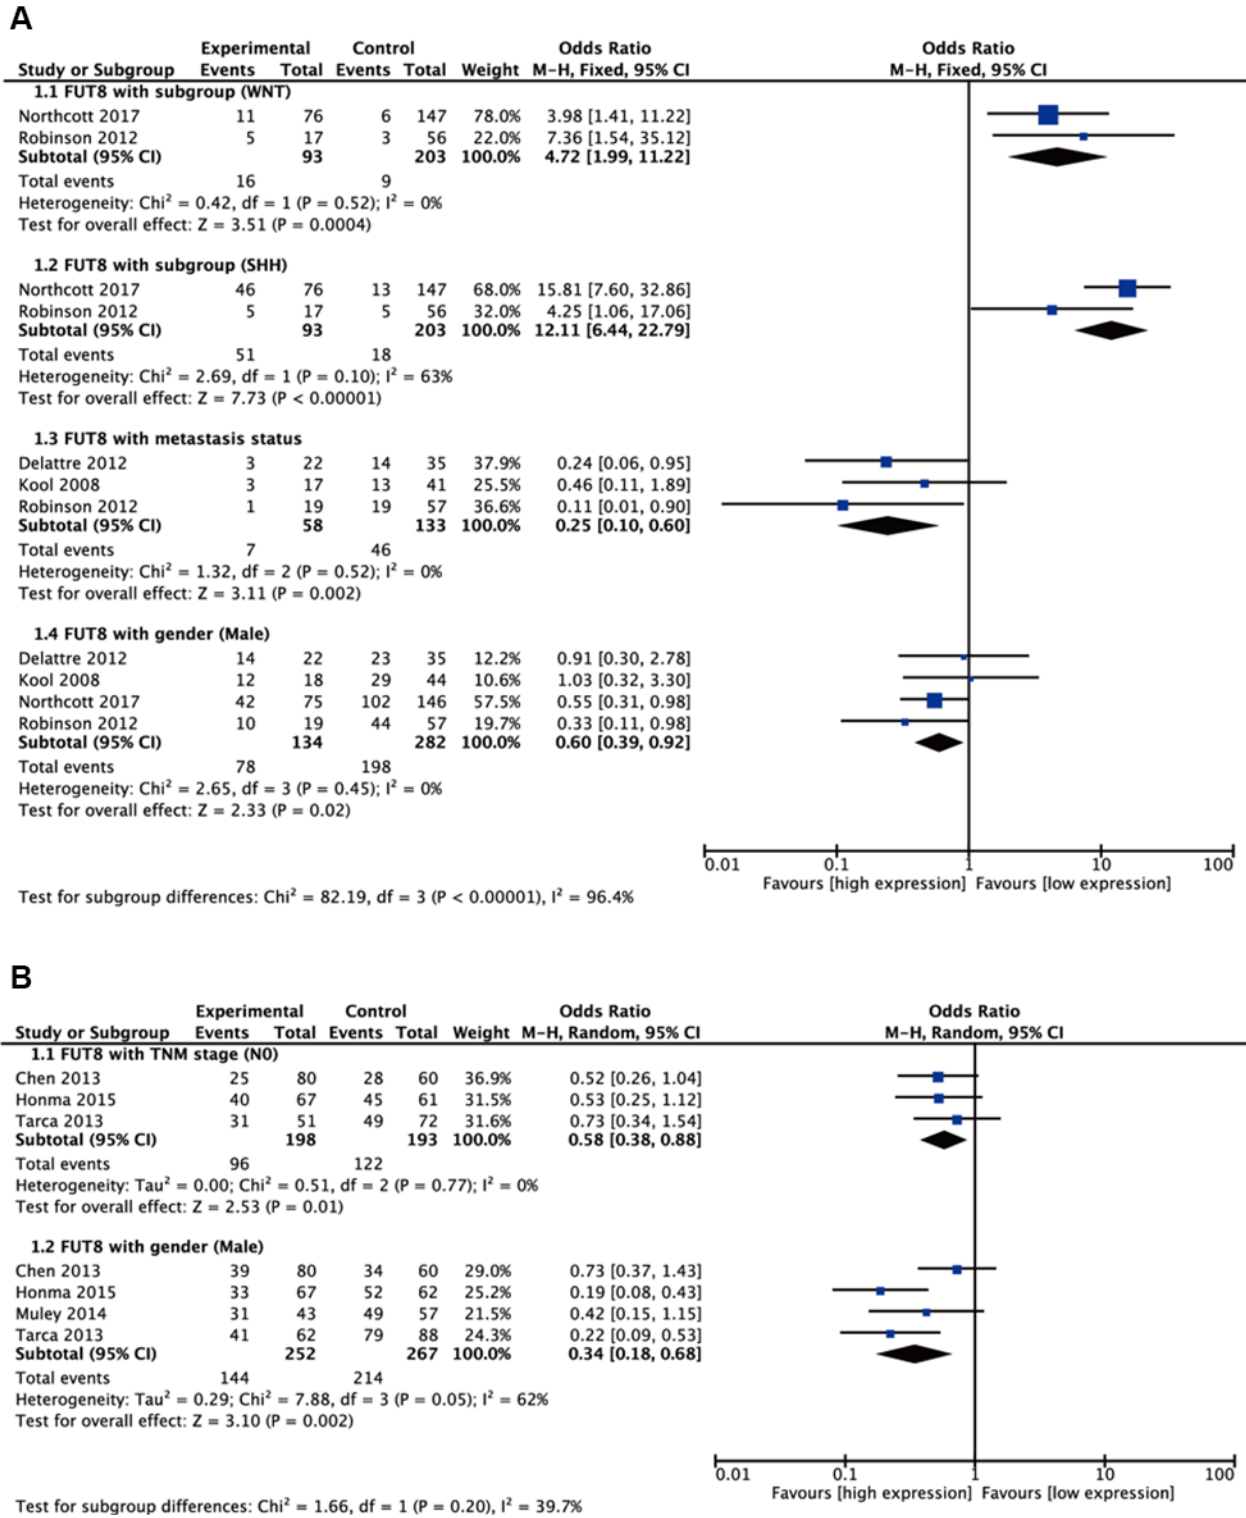 A
Experimental Control Odds Ratio Odds Ratio
Study or Subgroup Events Total Events Total Weight M-H, Fixed, 95% CI M-H, Fixed, 95% CI
1.1 FUT8 with subgroup (WNT)
Northcott 2017 11 76 6 147 78.0% 3.98 [1.41, 11.22]
Robinson 2012 5 17 3 56 22.0% 7.36 [1.54, 35.12]
Subtotal (95% CI) 93 203 100.0% 4.72 [1.99, 11.22]
Total events 16 9
Heterogeneity: Chi² = 0.42, df = 1 (P = 0.52); I² = 0%
Test for overall effect: Z = 3.51 (P = 0.0004)
1.2 FUT8 with subgroup (SHH)
Northcott 2017 46 76 13 147 68.0% 15.81 [7.60, 32.86]
Robinson 2012 5 17 5 56 32.0% 4.25 [1.06, 17.06]
Subtotal (95% CI) 93 203 100.0% 12.11 [6.44, 22.79]
Total events 51 18
Heterogeneity: Chi² = 2.69, df = 1 (P = 0.10); I² = 63%
Test for overall effect: Z = 7.73 (P < 0.00001)
1.3 FUT8 with metastasis status
Delattre 2012 3 22 14 35 37.9% 0.24 [0.06, 0.95]
Kool 2008 3 17 13 41 25.5% 0.46 [0.11, 1.89]
Robinson 2012 1 19 19 57 36.6% 0.11 [0.01, 0.90]
Subtotal (95% CI) 58 133 100.0% 0.25 [0.10, 0.60]
Total events 7 46
Heterogeneity: Chi² = 1.32, df = 2 (P = 0.52); I² = 0%
Test for overall effect: Z = 3.11 (P = 0.002)
1.4 FUT8 with gender (Male)
Delattre 2012 14 22 23 35 12.2% 0.91 [0.30, 2.78]
Kool 2008 12 18 29 44 10.6% 1.03 [0.32, 3.30]
Northcott 2017 42 75 102 146 57.5% 0.55 [0.31, 0.98]
Robinson 2012 10 19 44 57 19.7% 0.33 [0.11, 0.98]
Subtotal (95% CI) 134 282 100.0% 0.60 [0.39, 0.92]
Total events 78 198
Heterogeneity: Chi² = 2.65, df = 3 (P = 0.45); I² = 0%
Test for overall effect: Z = 2.33 (P = 0.02)
0.01 0.1 1 10 100
Favours [high expression] Favours [low expression]
Test for subgroup differences: Chi² = 82.19, df = 3 (P < 0.00001), I² = 96.4%
B
Experimental Control Odds Ratio Odds Ratio
Study or Subgroup Events Total Events Total Weight M-H, Random, 95% CI M-H, Random, 95% CI
1.1 FUT8 with TNM stage (N0)
Chen 2013 25 80 28 60 36.9% 0.52 [0.26, 1.04]
Honma 2015 40 67 45 61 31.5% 0.53 [0.25, 1.12]
Tarca 2013 31 51 49 72 31.6% 0.73 [0.34, 1.54]
Subtotal (95% CI) 198 193 100.0% 0.58 [0.38, 0.88]
Total events 96 122
Heterogeneity: Tau² = 0.00; Chi² = 0.51, df = 2 (P = 0.77); I² = 0%
Test for overall effect: Z = 2.53 (P = 0.01)
1.2 FUT8 with gender (Male)
Chen 2013 39 80 34 60 29.0% 0.73 [0.37, 1.43]
Honma 2015 33 67 52 62 25.2% 0.19 [0.08, 0.43]
Muley 2014 31 43 49 57 21.5% 0.42 [0.15, 1.15]
Tarca 2013 41 62 79 88 24.3% 0.22 [0.09, 0.53]
Subtotal (95% CI) 252 267 100.0% 0.34 [0.18, 0.68]
Total events 144 214
Heterogeneity: Tau² = 0.29; Chi² = 7.88, df = 3 (P = 0.05); I² = 62%
Test for overall effect: Z = 3.10 (P = 0.002)
0.01 0.1 1 10 100
Favours [high expression] Favours [low expression]
Test for subgroup differences: Chi² = 1.66, df = 1 (P = 0.20), I² = 39.7%